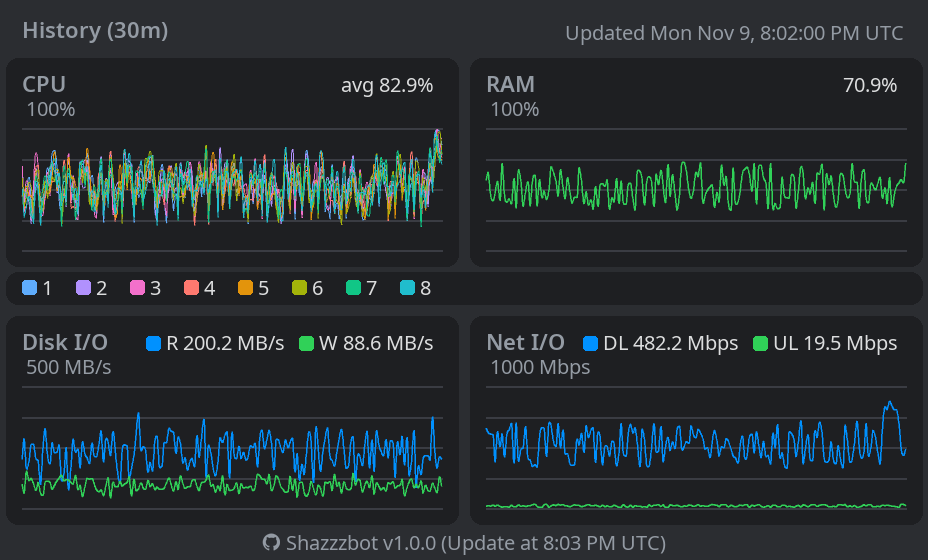 History (30m)
Updated Mon Nov 9, 8:02:00 PM UTC
CPU avg 82.9%
100%
RAM 70.9%
100%
1 2 3 4 5 6 7 8
Disk I/O R 200.2 MB/s W 88.6 MB/s
500 MB/s
Net I/O DL 482.2 Mbps UL 19.5 Mbps
1000 Mbps
Shazzzbot v1.0.0 (Update at 8:03 PM UTC)